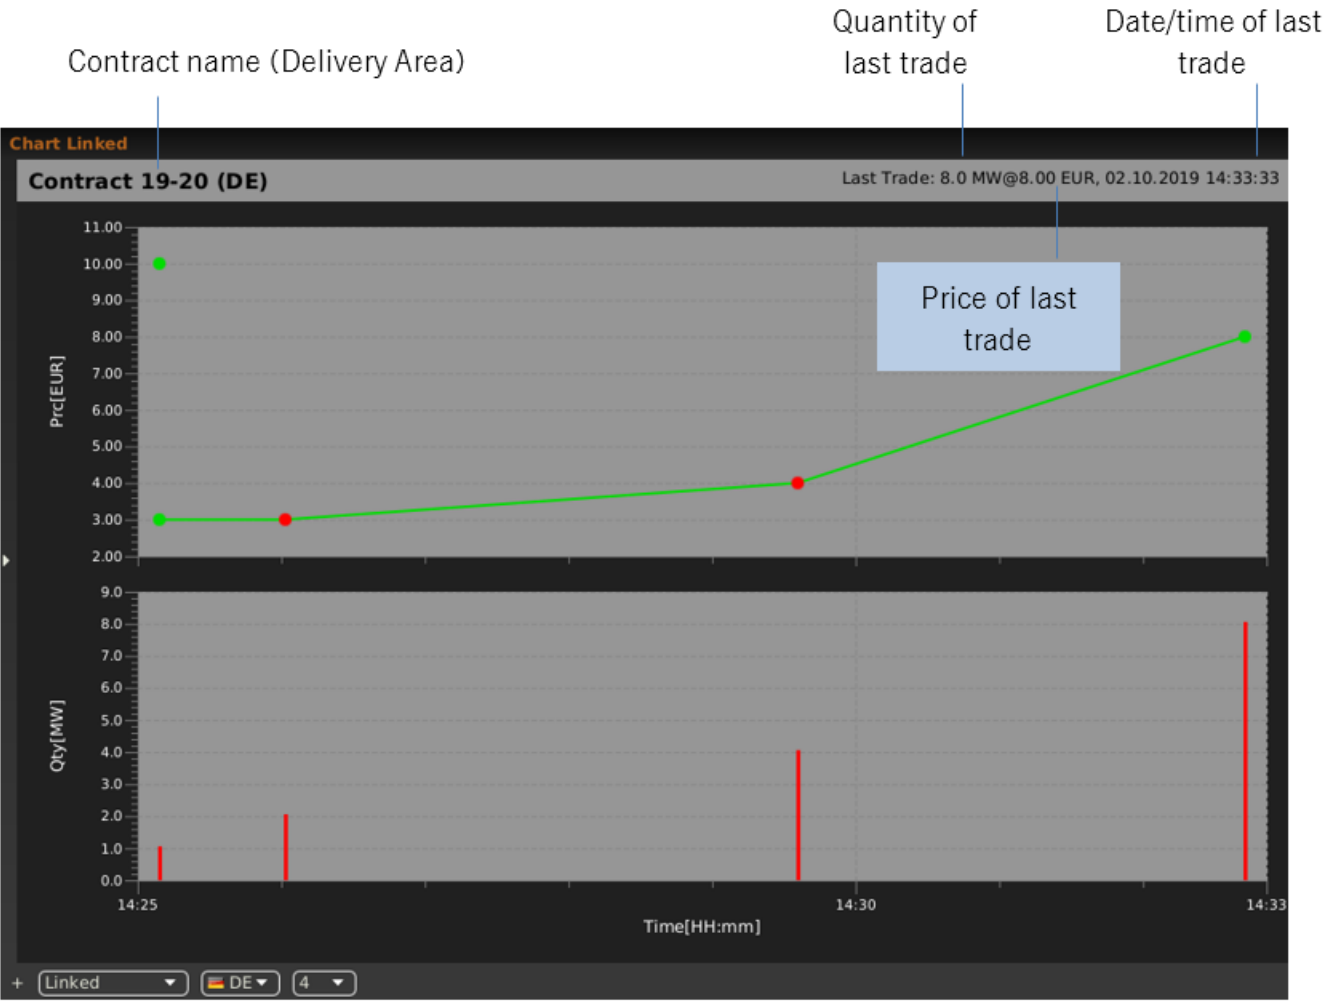 Quantity of
last trade
Date/time of last
trade
Contract name (Delivery Area)
Chart Linked
Contract 19-20 (DE)
Last Trade: 8.0 MW@8.00 EUR, 02.10.2019 14:33:33
Price of last
trade
Prc[EUR]
11.00
10.00
9.00
8.00
7.00
6.00
5.00
4.00
3.00
2.00
Qty[MW]
9.0
8.0
7.0
6.0
5.0
4.0
3.0
2.0
1.0
0.0
14:25
14:30
14:33
Time[HH:mm]
+ Linked DE 4